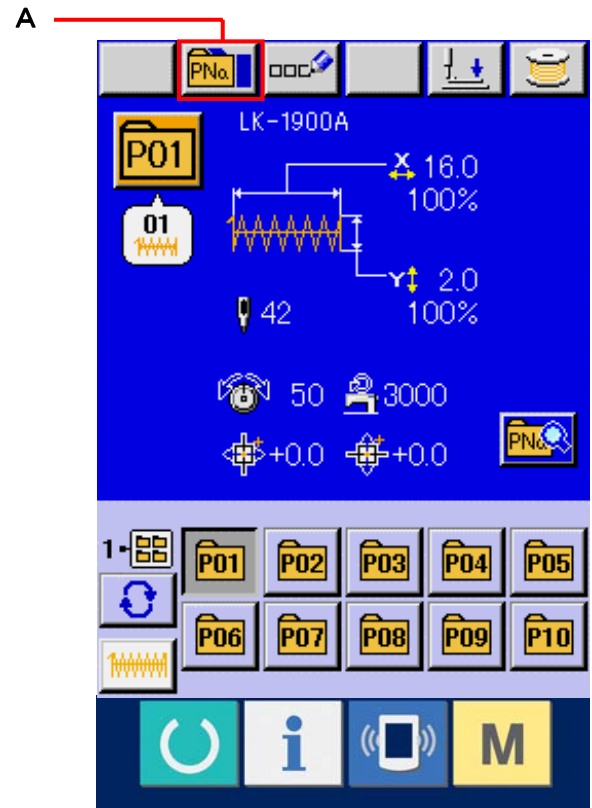 A
PNo.
LK-1900A
P01
X 16.0
100%
01
Y 2.0
42 100%
50 3000
PNo.
+0.0 +0.0
1-
P01 P02 P03 P04 P05
P06 P07 P08 P09 P10
i M